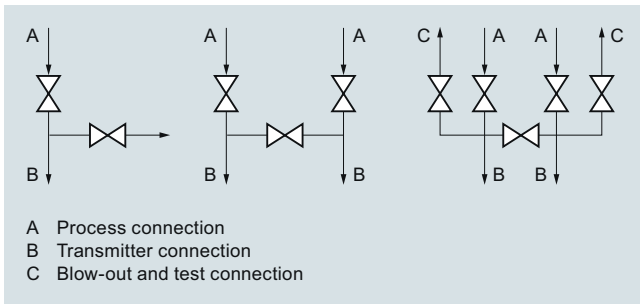 A A A C A A C
B B B B B
A Process connection
B Transmitter connection
C Blow-out and test connection